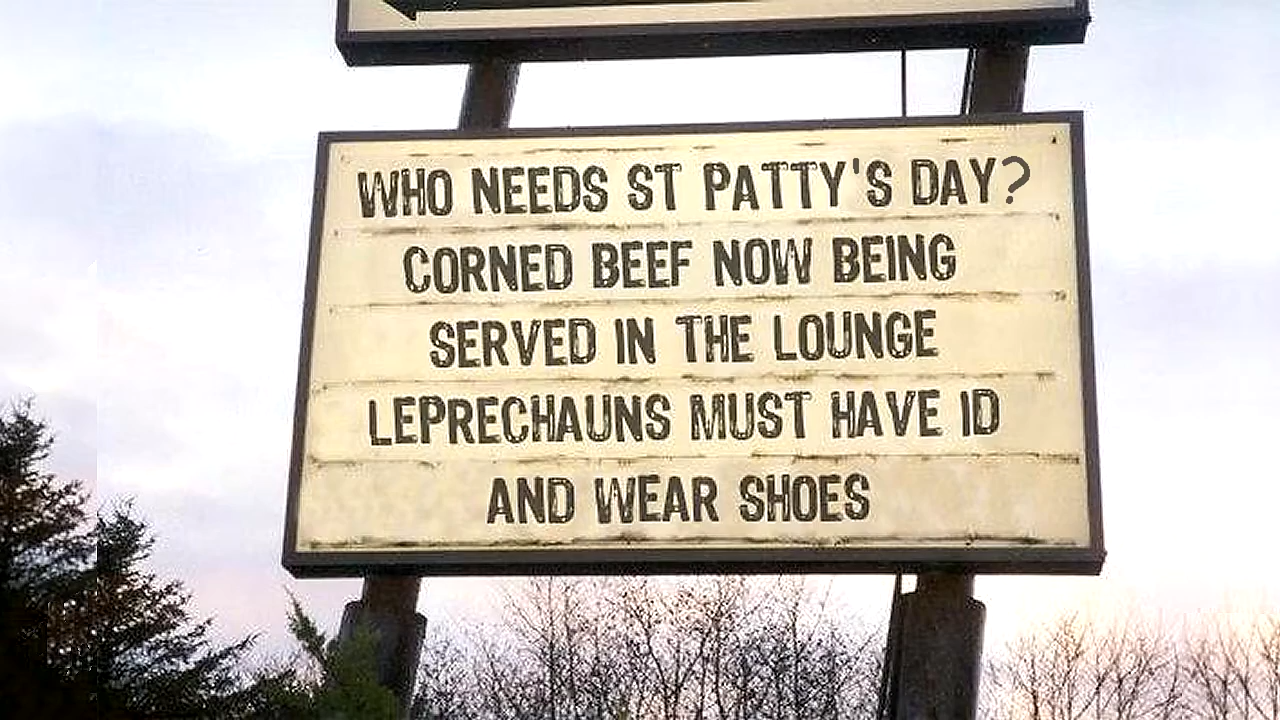 WHO NEEDS ST PATTY'S DAY?
CORNED BEEF NOW BEING
SERVED IN THE LOUNGE
LEPRECHAUNS MUST HAVE ID
AND WEAR SHOES